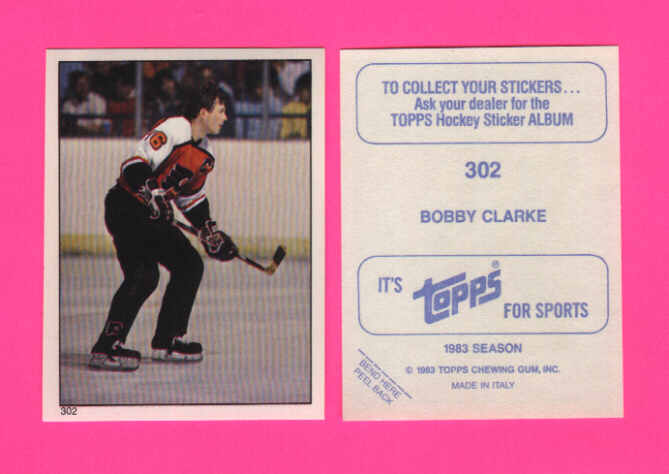 6
302
TO COLLECT YOUR STICKERS...
Ask your dealer for the
TOPPS Hockey Sticker ALBUM
302
BOBBY CLARKE
IT'S topps® FOR SPORTS
1983 SEASON
© 1983 TOPPS CHEWING GUM, INC.
MADE IN ITALY
BEND HERE
PEEL BACK